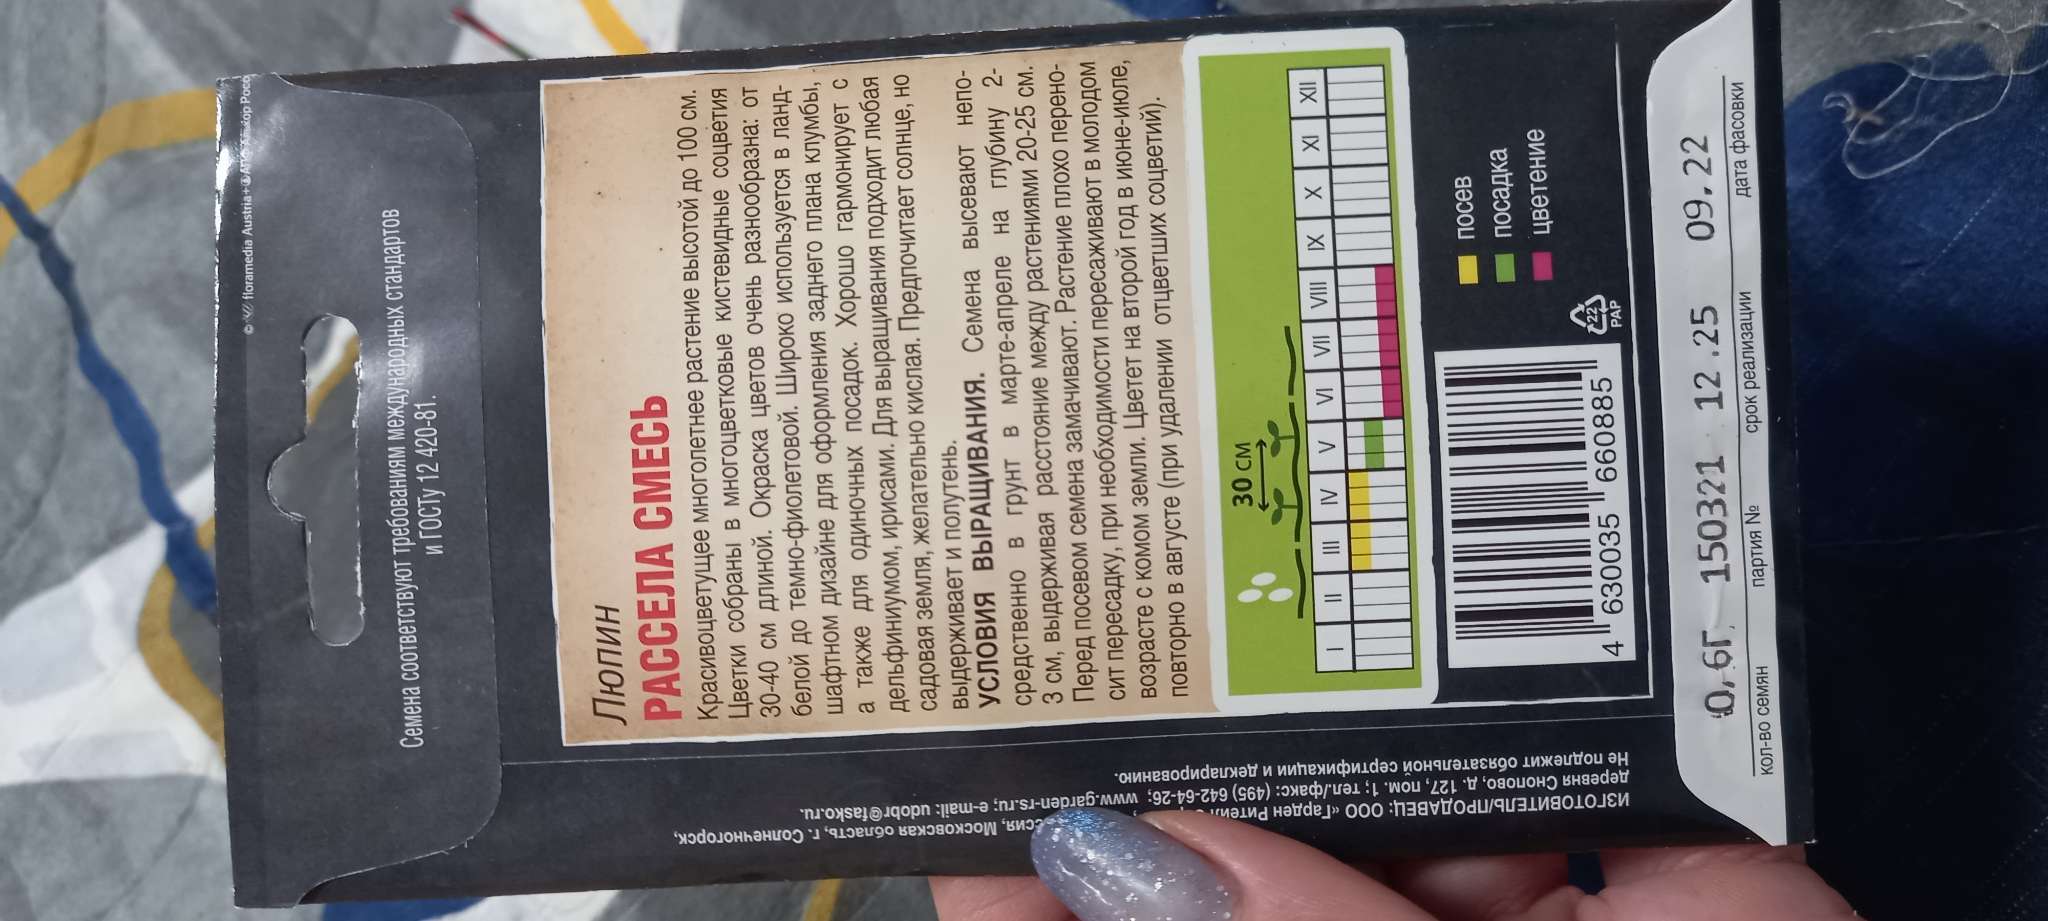 © floramedia Austria+
Семена соответствуют требованиям международных стандартов
и ГОСТу 12 420-81.
Люпин
РАССЕЛА СМЕСЬ
Красивоцветущее многолетнее растение высотой до 100 см.
Цветки собраны в многоцветковые кистевидные соцветия
30-40 см длиной. Окраска цветов очень разнообразна: от
белой до темно-фиолетовой. Широко используется в ланд-
шафтном дизайне для оформления заднего плана клумбы,
а также для одиночных посадок. Хорошо гармонирует с
дельфиниумом, ирисами. Для выращивания подходит любая
садовая земля, желательно кислая. Предпочитает солнце, но
выдерживает и полутень.
УСЛОВИЯ ВЫРАЩИВАНИЯ. Семена высевают непо-
средственно в грунт в марте-апреле на глубину 2-
3 см, выдерживая расстояние между растениями 20-25 см.
Перед посевом семена замачивают. Растение плохо перено-
сит пересадку, при необходимости пересаживают в молодом
возрасте с комом земли. Цветет на второй год в июне-июле,
повторно в августе (при удалении отцветших соцветий).
30 СМ
I II III IV V VI VII VIII IX X XI XII
посев
посадка
цветение
22
PAP
4 630035 660885
0,6Г 150321 12.25 09.22
кол-во семян партия № срок реализации дата фасовки
ИЗГОТОВИТЕЛЬ/ПРОДАВЕЦ: ООО «Гарден Ритейл Московская область, г. Солнечногорск,
деревня Снопово, д. 127, пом. 1; тел./факс: (495) 642-64-26; www.garden-rs.ru; e-mail: udobr@fasko.ru.
Не подлежит обязательной сертификации и декларированию.